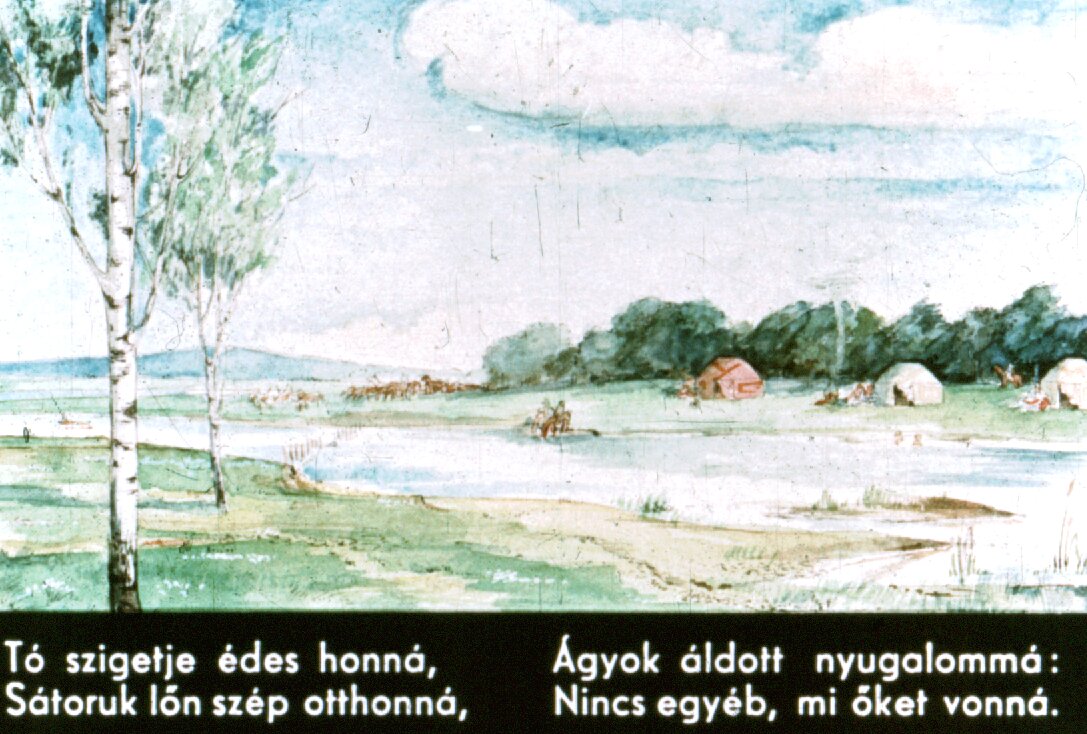 Tó szigetje édes honná,
Sátoruk lőn szép otthonná,
Ágyok áldott nyugalommá:
Nincs egyéb, mi őket vonná.